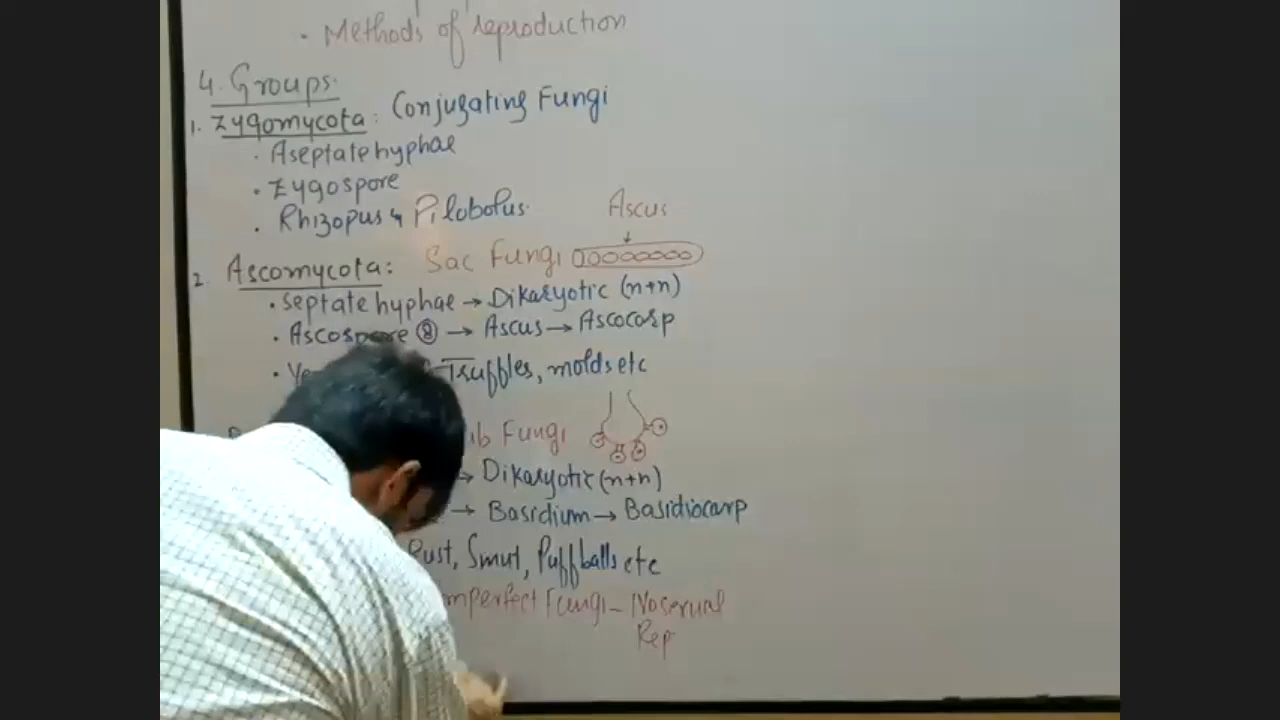 • Methods of reproduction
4. Groups.
1. Zygomycota: Conjugating Fungi
• Aseptate hyphae
• Zygospore
• Rhizopus & Pilobolus.
Ascus
2. Ascomycota: Sac Fungi
• Septate hyphae → Dikaryotic (n+n)
• Ascospore ⑧ → Ascus → Ascocarp
• Truffles, molds etc
Fungi
→ Dikaryotic (n+n)
→ Basidium → Basidiocarp
Rust, Smut, Puffballs etc
Imperfect Fungi - No sexual
Rep